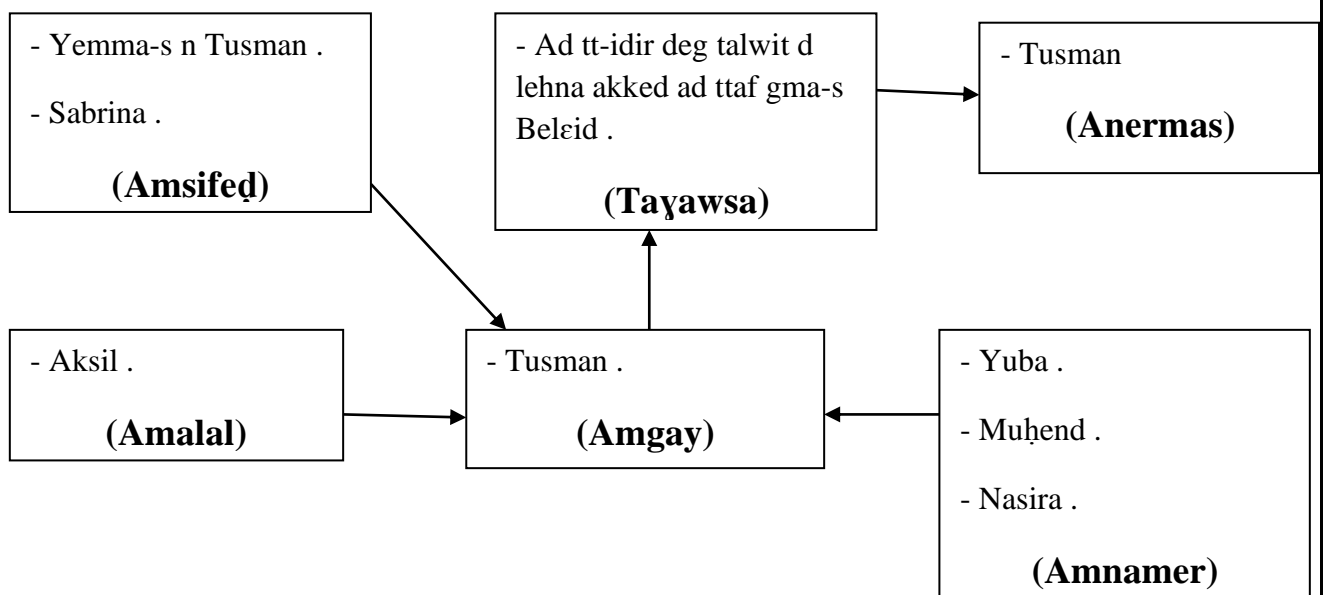 - Yemma-s n Tusman .
- Sabrina .
(Amsifeḍ)
- Ad tt-idir deg talwit d
lehna akked ad ttaf gma-s
Belɛid .
(Taɣawsa)
- Tusman
(Anermas)
- Aksil .
(Amalal)
- Tusman .
(Amgay)
- Yuba .
- Muḥend .
- Nasira .
(Amnamer)